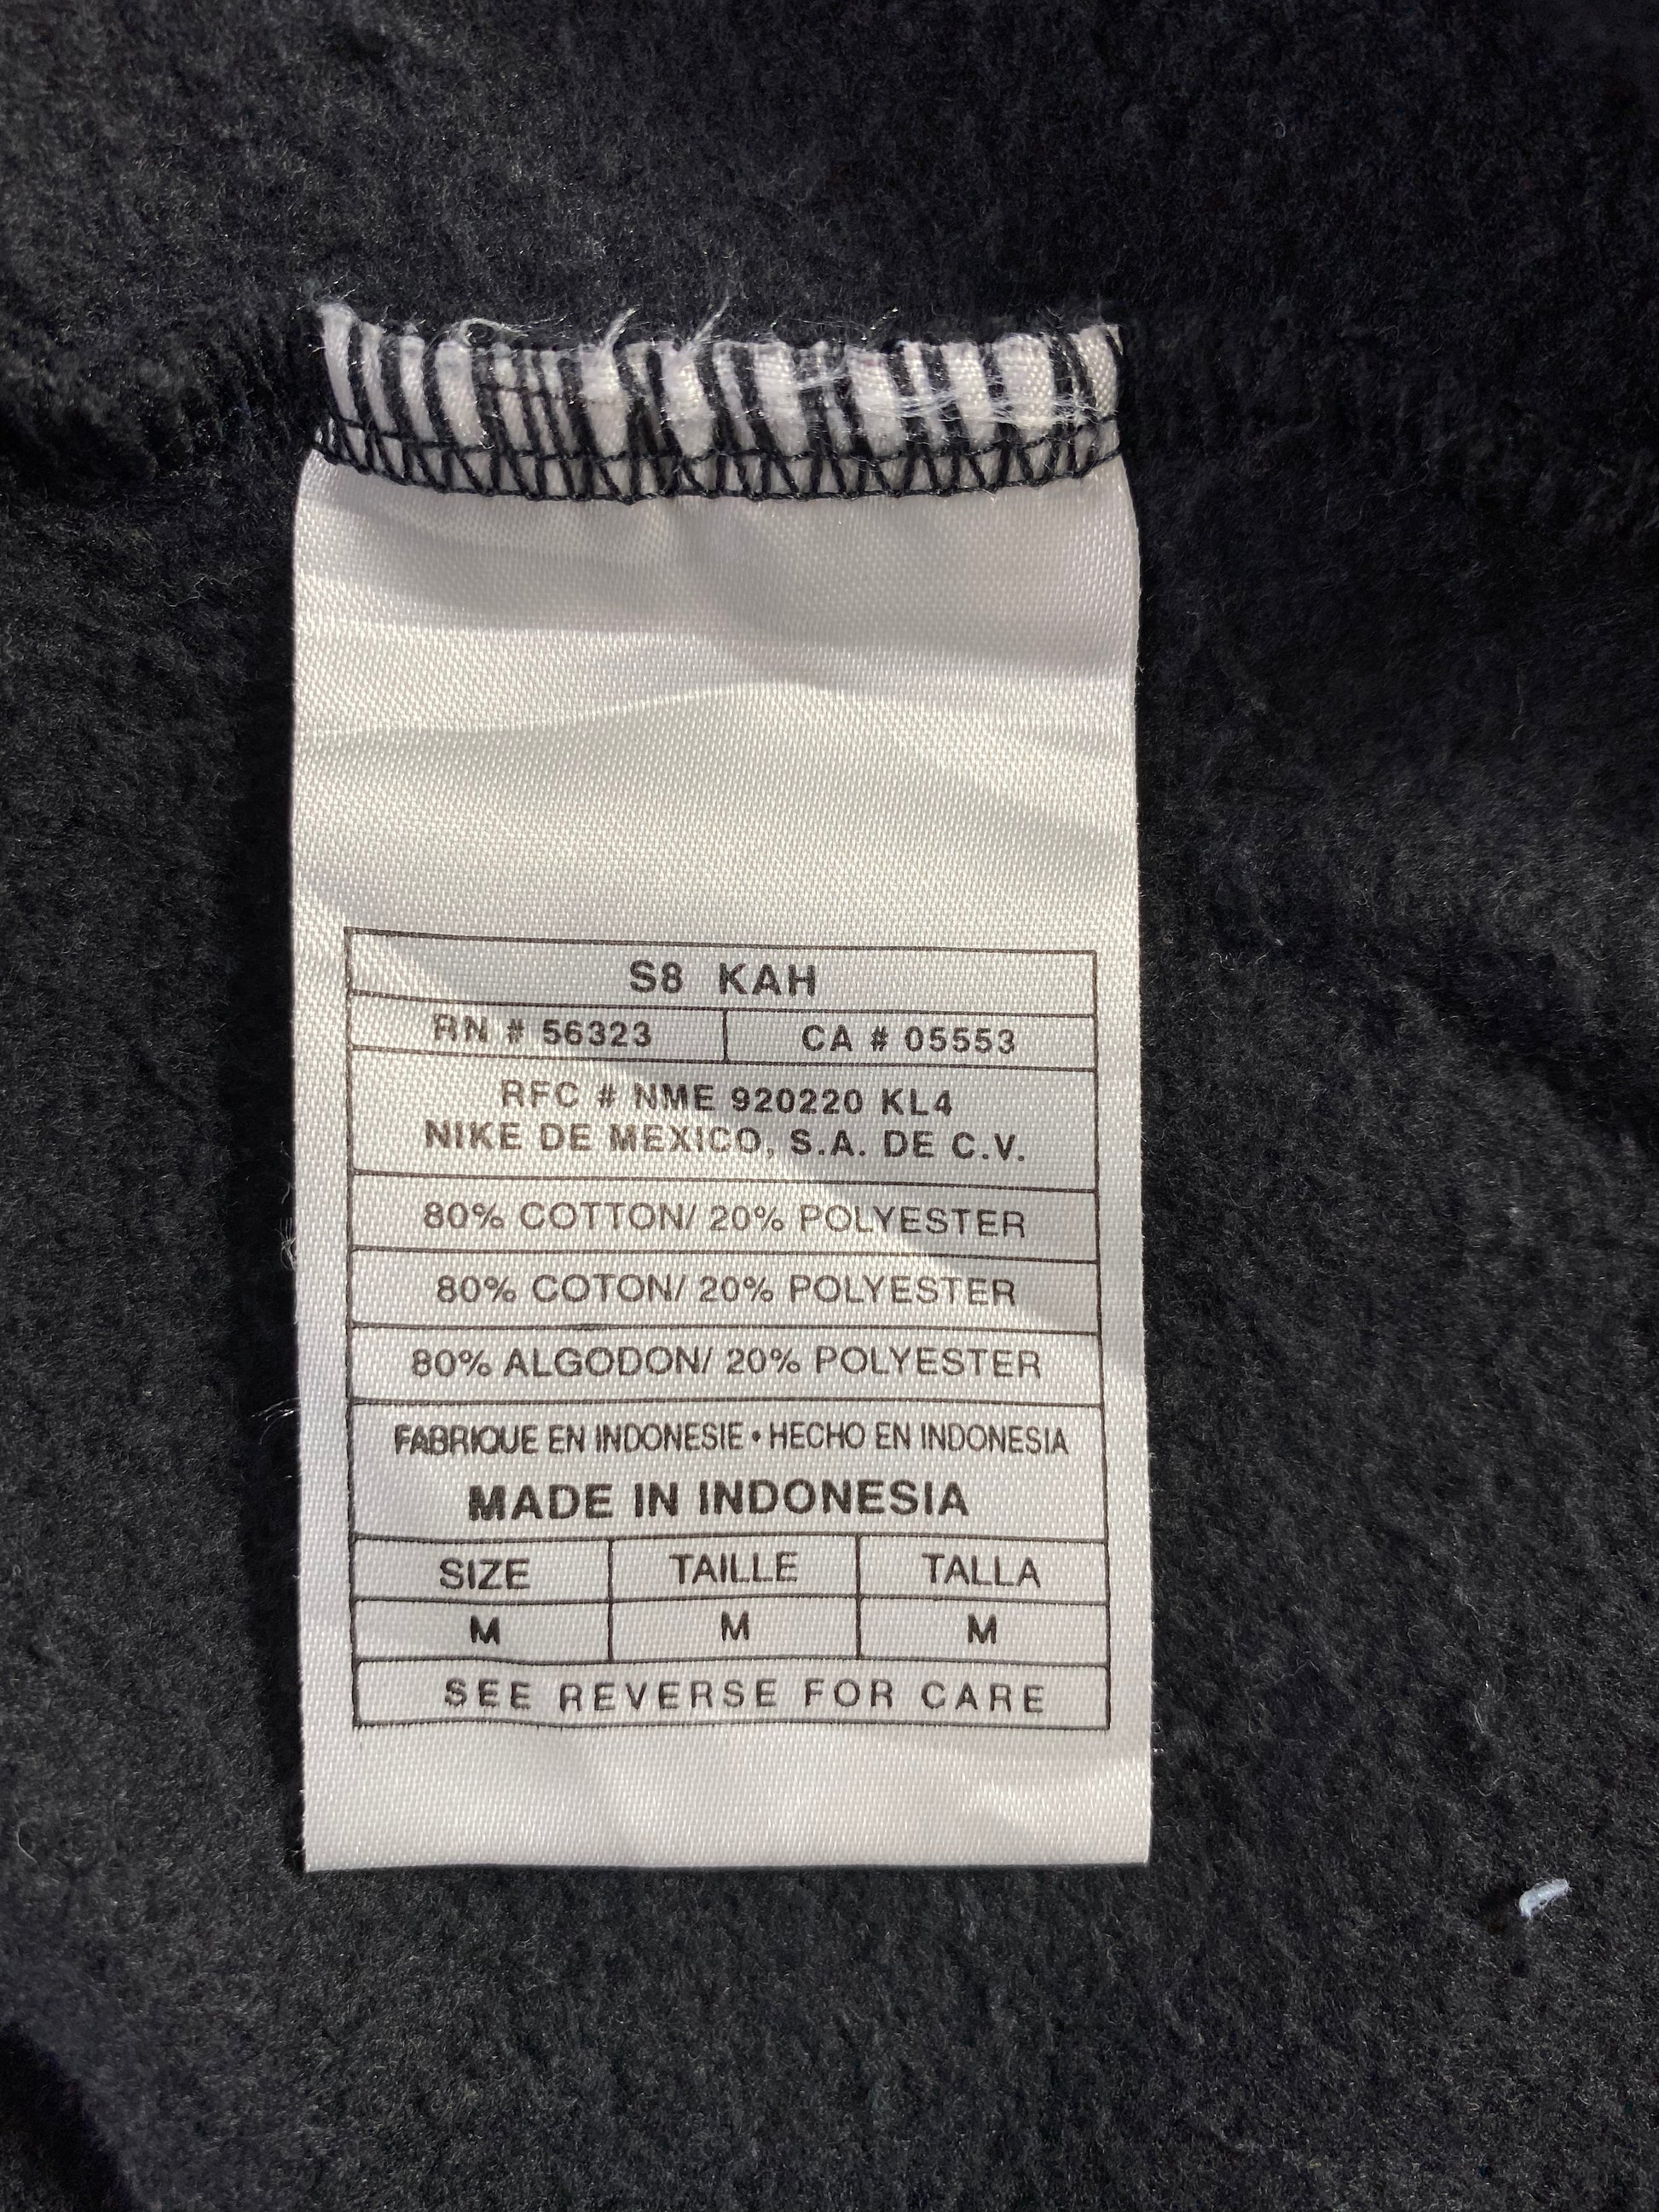 S8 KAH
RN # 56323 CA # 05553
RFC # NME 920220 KL4
NIKE DE MEXICO, S.A. DE C.V.
80% COTTON/ 20% POLYESTER
80% COTON/ 20% POLYESTER
80% ALGODON/ 20% POLYESTER
FABRIQUE EN INDONESIE • HECHO EN INDONESIA
MADE IN INDONESIA
SIZE TAILLE TALLA
M M M
SEE REVERSE FOR CARE